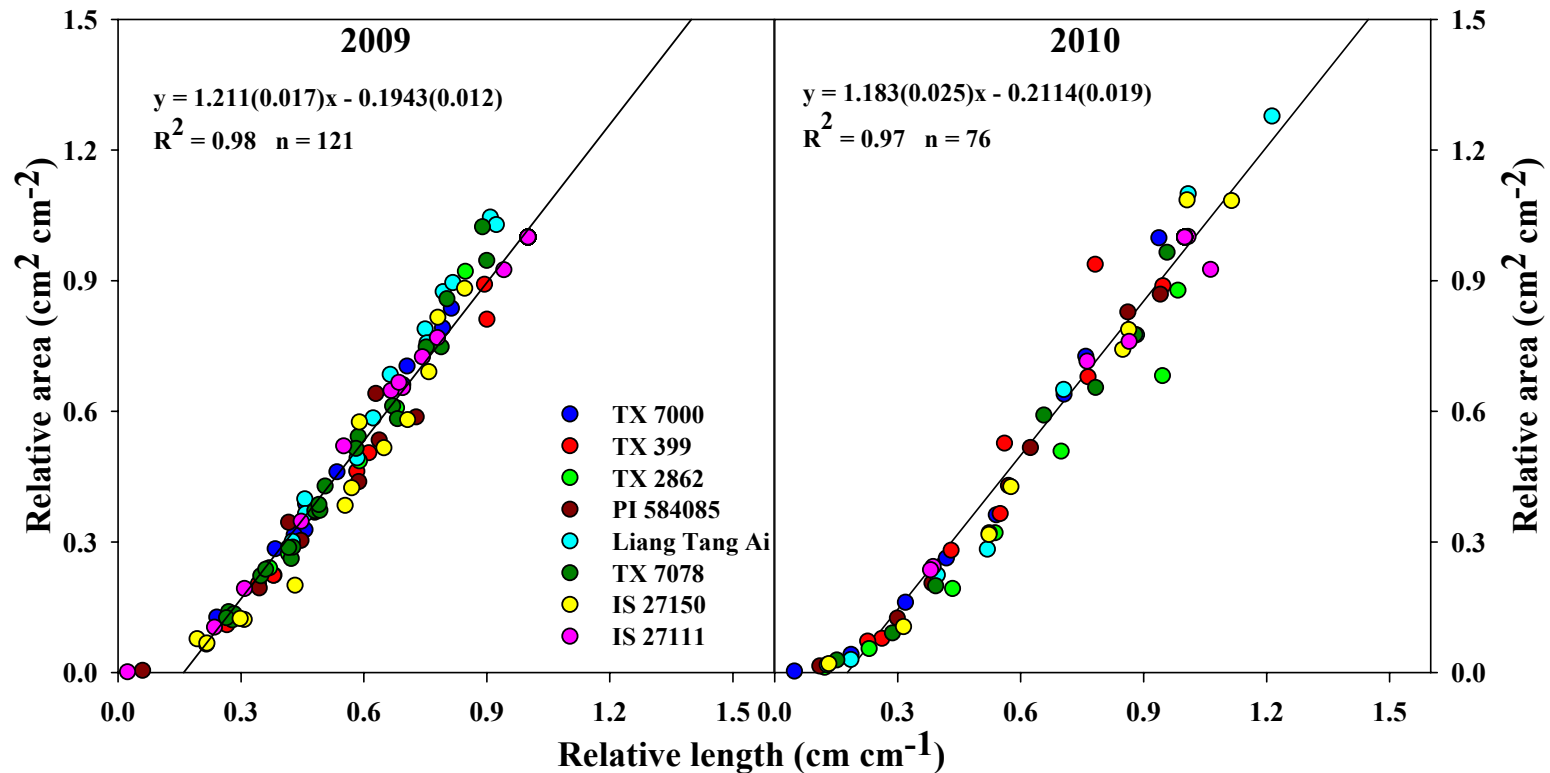 2009
y = 1.211(0.017)x - 0.1943(0.012)
R² = 0.98 n = 121
2010
y = 1.183(0.025)x - 0.2114(0.019)
R² = 0.97 n = 76
TX 7000
TX 399
TX 2862
PI 584085
Liang Tang Ai
TX 7078
IS 27150
IS 27111
Relative area (cm² cm⁻²)
1.5
1.2
0.9
0.6
0.3
0.0
Relative area (cm² cm⁻²)
1.5
1.2
0.9
0.6
0.3
0.0
0.0 0.3 0.6 0.9 1.2 1.5 0.0 0.3 0.6 0.9 1.2 1.5
Relative length (cm cm⁻¹)